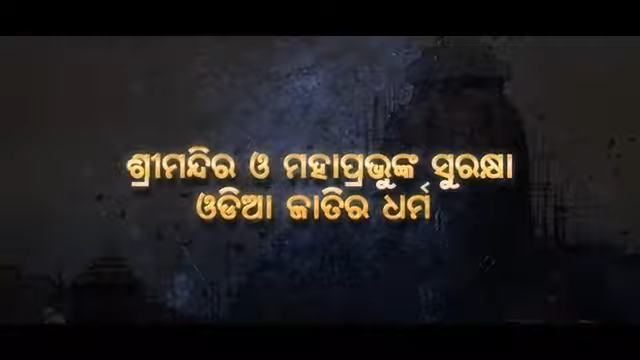 ଶ୍ରୀମନ୍ଦିର ଓ ମହାପ୍ରଭୁଙ୍କ ସୁରକ୍ଷା
ଓଡିଆ ଜାତିର ଧର୍ମ